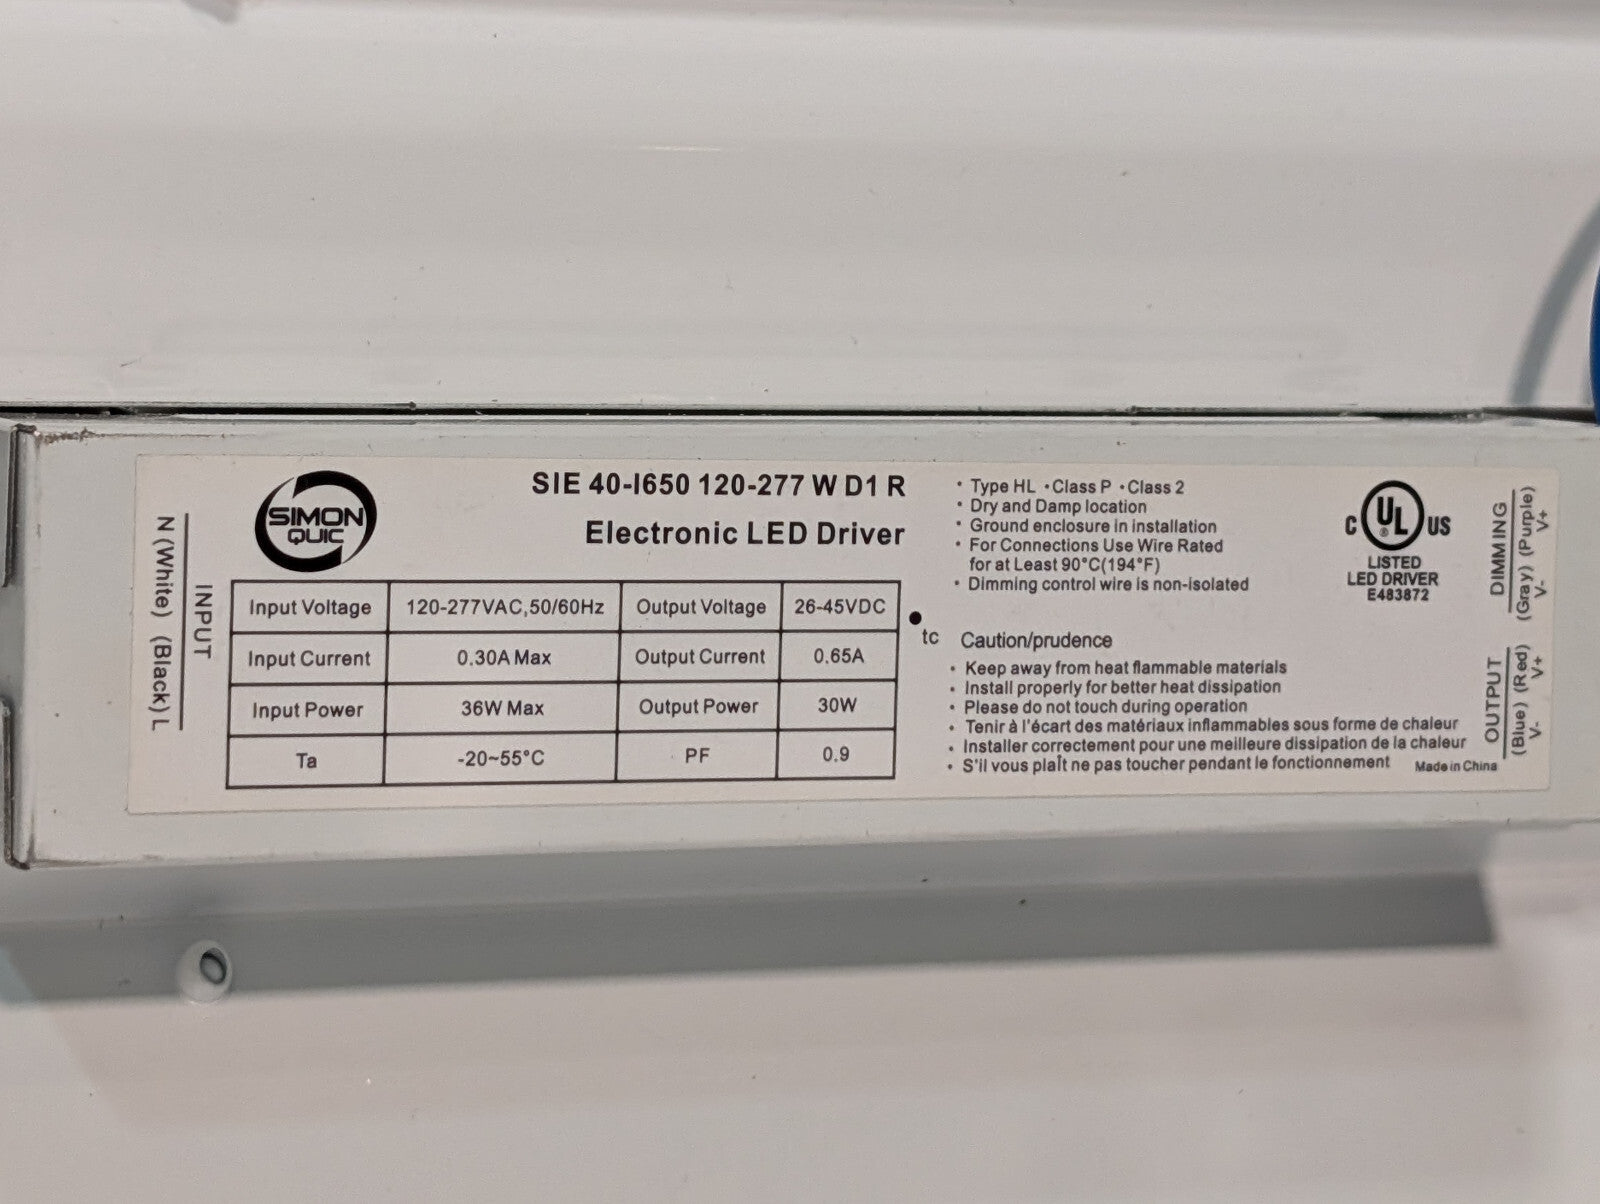 SIMON
QUIC
SIE 40-I650 120-277 W D1 R
Electronic LED Driver
INPUT
N (White) (Black) L
Input Voltage 120-277VAC,50/60Hz Output Voltage 26-45VDC
Input Current 0.30A Max Output Current 0.65A
Input Power 36W Max Output Power 30W
Ta -20~55°C PF 0.9
tc
• Type HL •Class P •Class 2
• Dry and Damp location
• Ground enclosure in installation
• For Connections Use Wire Rated
for at Least 90°C(194°F)
• Dimming control wire is non-isolated
Caution/prudence
• Keep away from heat flammable materials
• Install properly for better heat dissipation
• Please do not touch during operation
• Tenir à l'écart des matériaux inflammables sous forme de chaleur
• Installer correctement pour une meilleure dissipation de la chaleur
• S'il vous plaît ne pas toucher pendant le fonctionnement
Made in China
C UL® US
LISTED
LED DRIVER
E483872
DIMMING
(Gray) (Purple)
V- V+
OUTPUT
(Blue) (Red)
V- V+